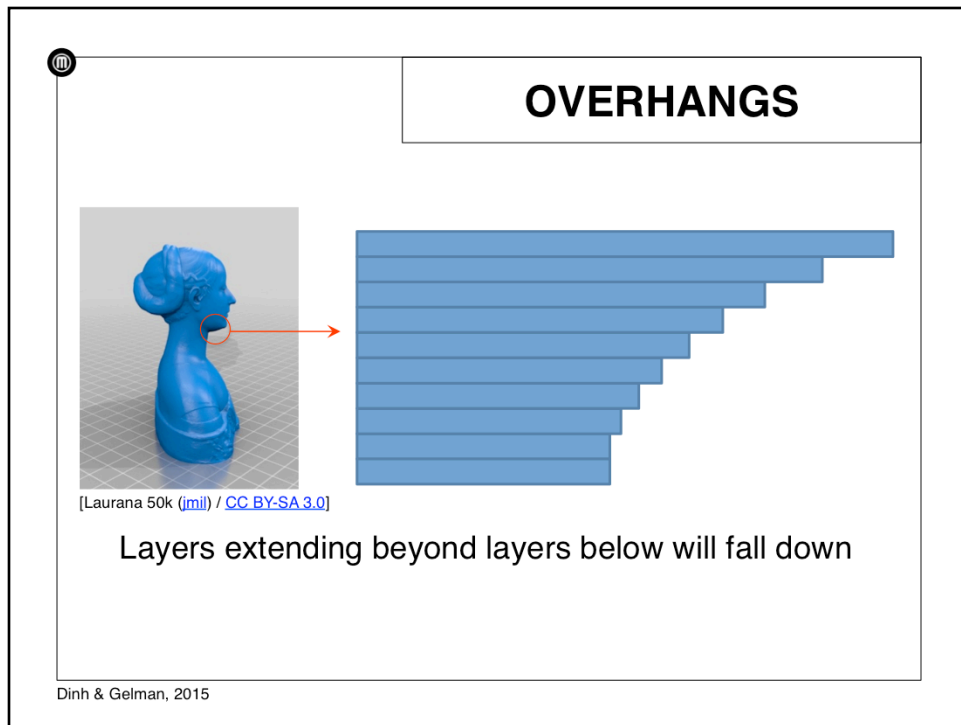 OVERHANGS
[Laurana 50k (jmil) / CC BY-SA 3.0]
Layers extending beyond layers below will fall down
Dinh & Gelman, 2015